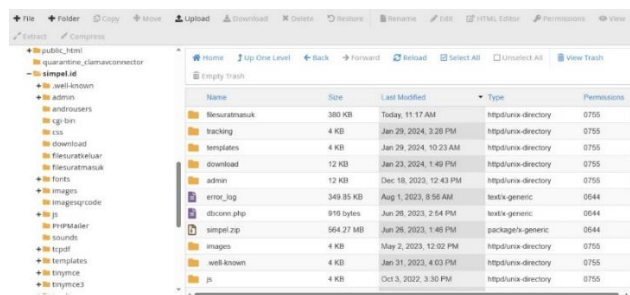 + File + Folder Copy Move Upload Download Delete Restore Rename Edit HTML Editor Permissions View
Extract Compress
public_html
quarantine_clamavconnector
simpel.id
.well-known
admin
androusers
cgi-bin
css
download
filesuratkeluar
filesuratmasuk
fonts
images
imagesqrcode
js
PHPMailer
sounds
tcpdf
templates
tinymce
tinymce3
Home Up One Level Back Forward Reload Select All Unselect All View Trash
Empty Trash
Name Size Last Modified Type Permissions
filesuratmasuk 380 KB Today, 11:17 AM httpd/unix-directory 0755
tracking 4 KB Jan 29, 2024, 3:28 PM httpd/unix-directory 0755
templates 4 KB Jan 29, 2024, 10:23 AM httpd/unix-directory 0755
download 12 KB Jan 23, 2024, 1:49 PM httpd/unix-directory 0755
admin 12 KB Dec 18, 2023, 12:43 PM httpd/unix-directory 0755
error_log 349.85 KB Aug 1, 2023, 8:56 AM text/x-generic 0644
dbconn.php 916 bytes Jun 26, 2023, 2:54 PM text/x-generic 0644
simpel.zip 564.27 MB Jun 26, 2023, 1:46 PM package/x-generic 0644
images 4 KB May 2, 2023, 12:02 PM httpd/unix-directory 0755
.well-known 4 KB Jan 31, 2023, 4:03 PM httpd/unix-directory 0755
js 4 KB Oct 3, 2022, 3:30 PM httpd/unix-directory 0755